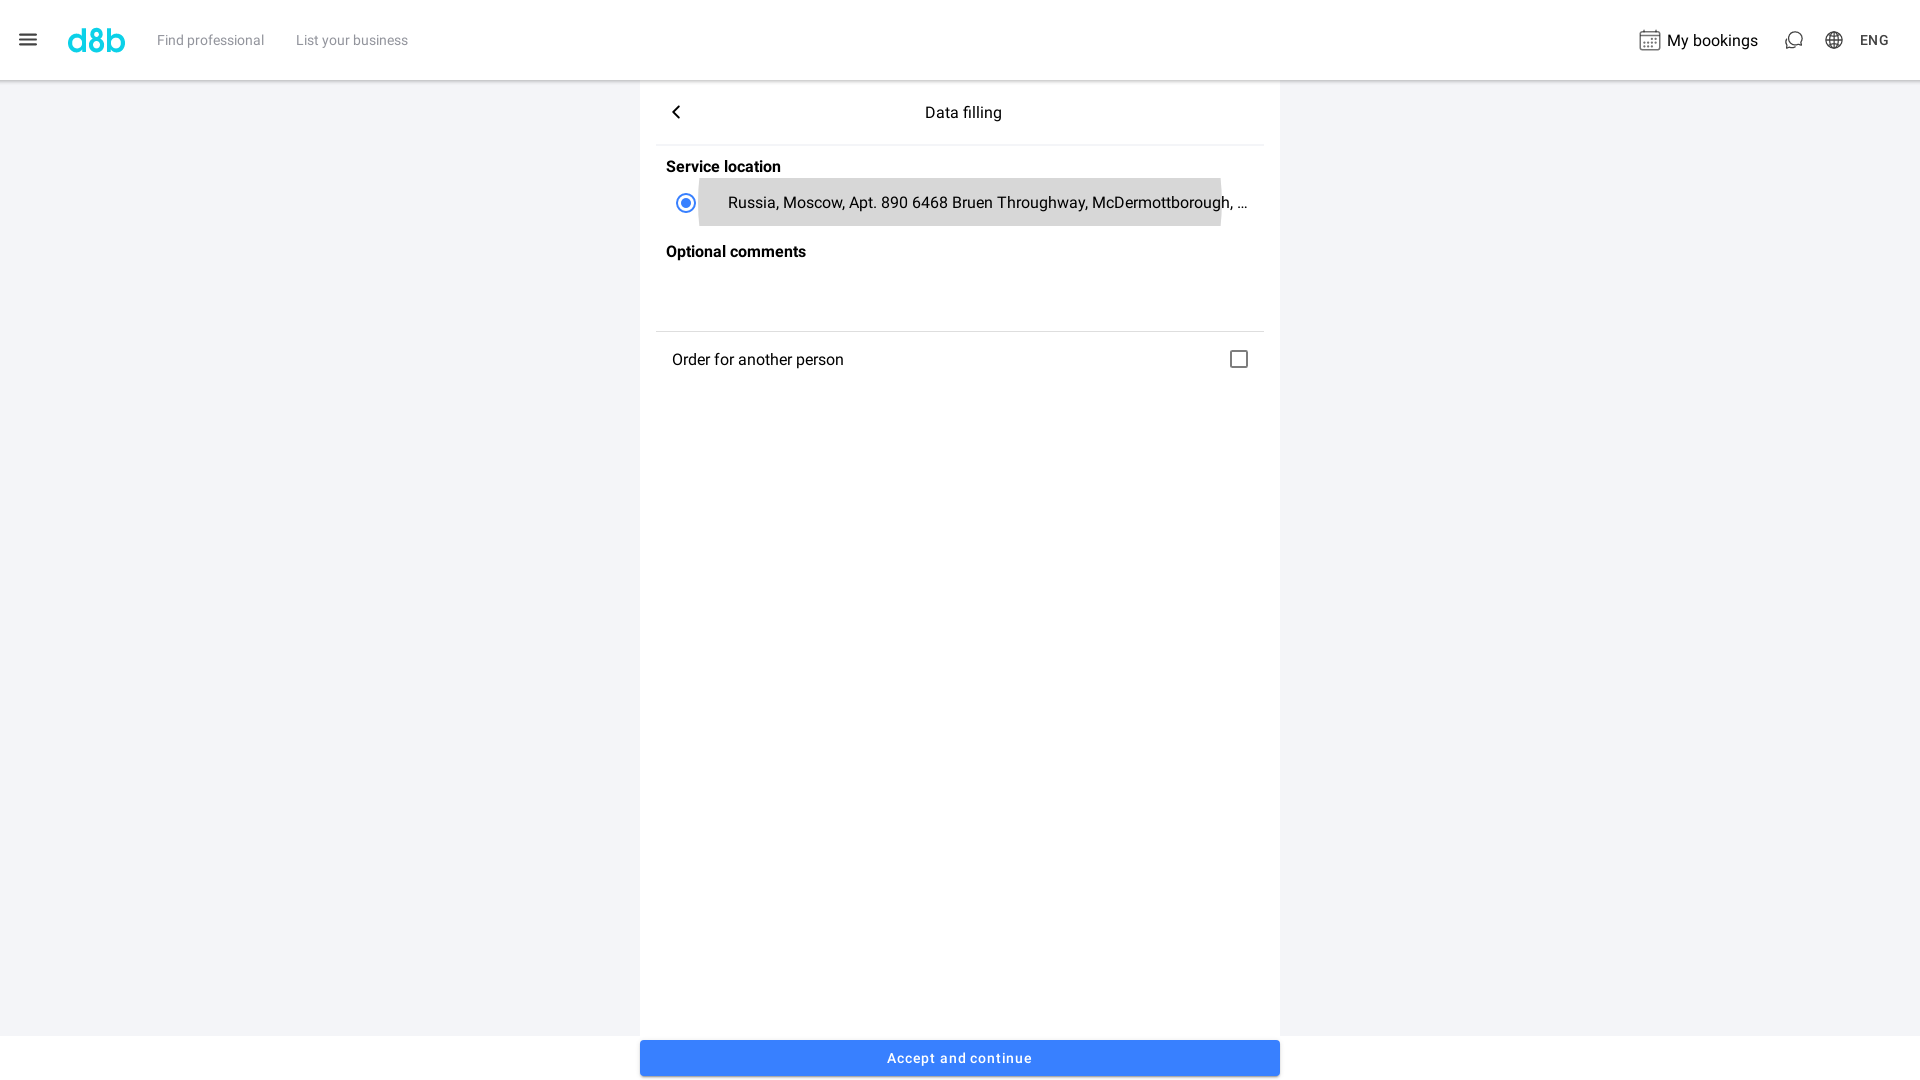 d8b
Find professional
List your business
My bookings
ENG
Data filling
Service location
Russia, Moscow, Apt. 890 6468 Bruen Throughway, McDermottborough, ...
Optional comments
Order for another person
Accept and continue